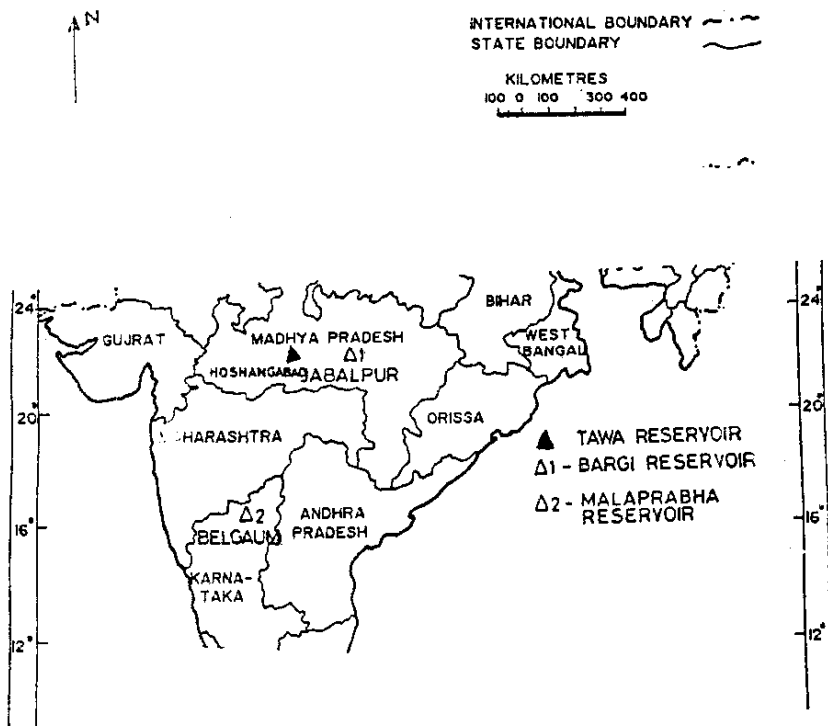 N
INTERNATIONAL BOUNDARY
STATE BOUNDARY
KILOMETRES
100 0 100 300 400
24° 24°
BIHAR
GUJRAT
MADHYA PRADESH
WEST
BANGAL
Δ1
HOSHANGABAD
JABALPUR
20° 20°
ORISSA
MAHARASHTRA
▲ TAWA RESERVOIR
Δ1 - BARGI RESERVOIR
Δ2 - MALAPRABHA
RESERVOIR
Δ2
ANDHRA
PRADESH
16° 16°
BELGAUM
KARNA-
TAKA
12° 12°